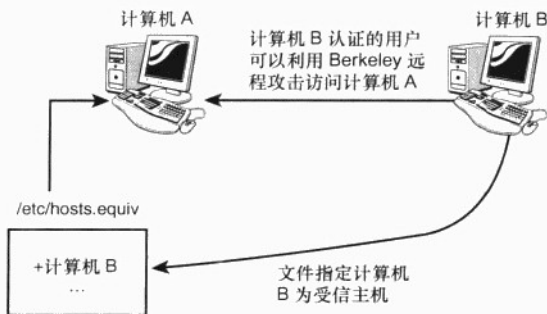 计算机 A
计算机 B
计算机 B 认证的用户
可以利用 Berkeley 远
程攻击访问计算机 A
/etc/hosts.equiv
+计算机 B
…
文件指定计算机
B 为受信主机